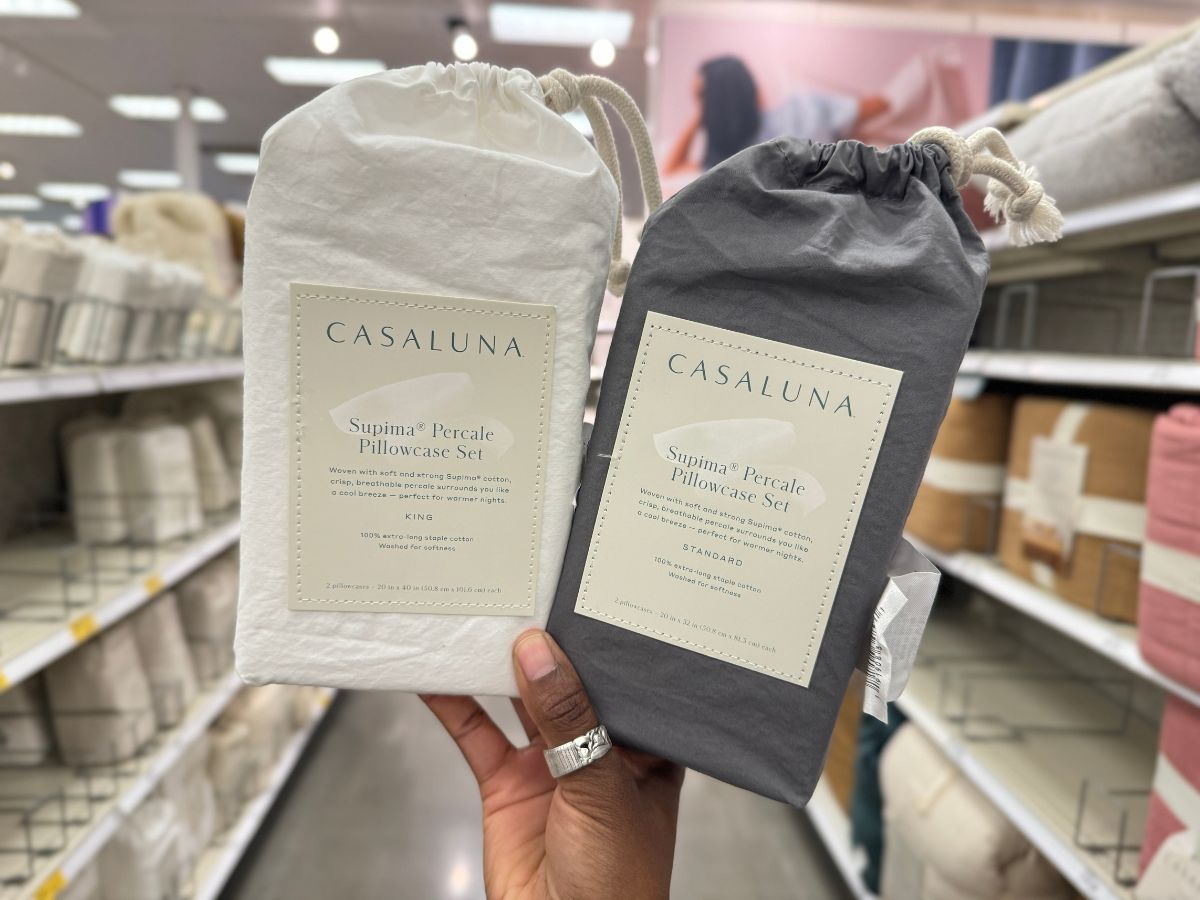 CASALUNA
Supima® Percale
Pillowcase Set
Woven with soft and strong Supima® cotton,
crisp, breathable percale surrounds you like
a cool breeze — perfect for warmer nights.
KING
100% extra-long staple cotton
Washed for softness
2 pillowcases – 20 in x 40 in (50.8 cm x 101.6 cm) each
CASALUNA
Supima® Percale
Pillowcase Set
Woven with soft and strong Supima® cotton,
crisp, breathable percale surrounds you like
a cool breeze — perfect for warmer nights.
STANDARD
100% extra-long staple cotton
Washed for softness
2 pillowcases – 20 in x 32 in (50.8 cm x 81.3 cm) each